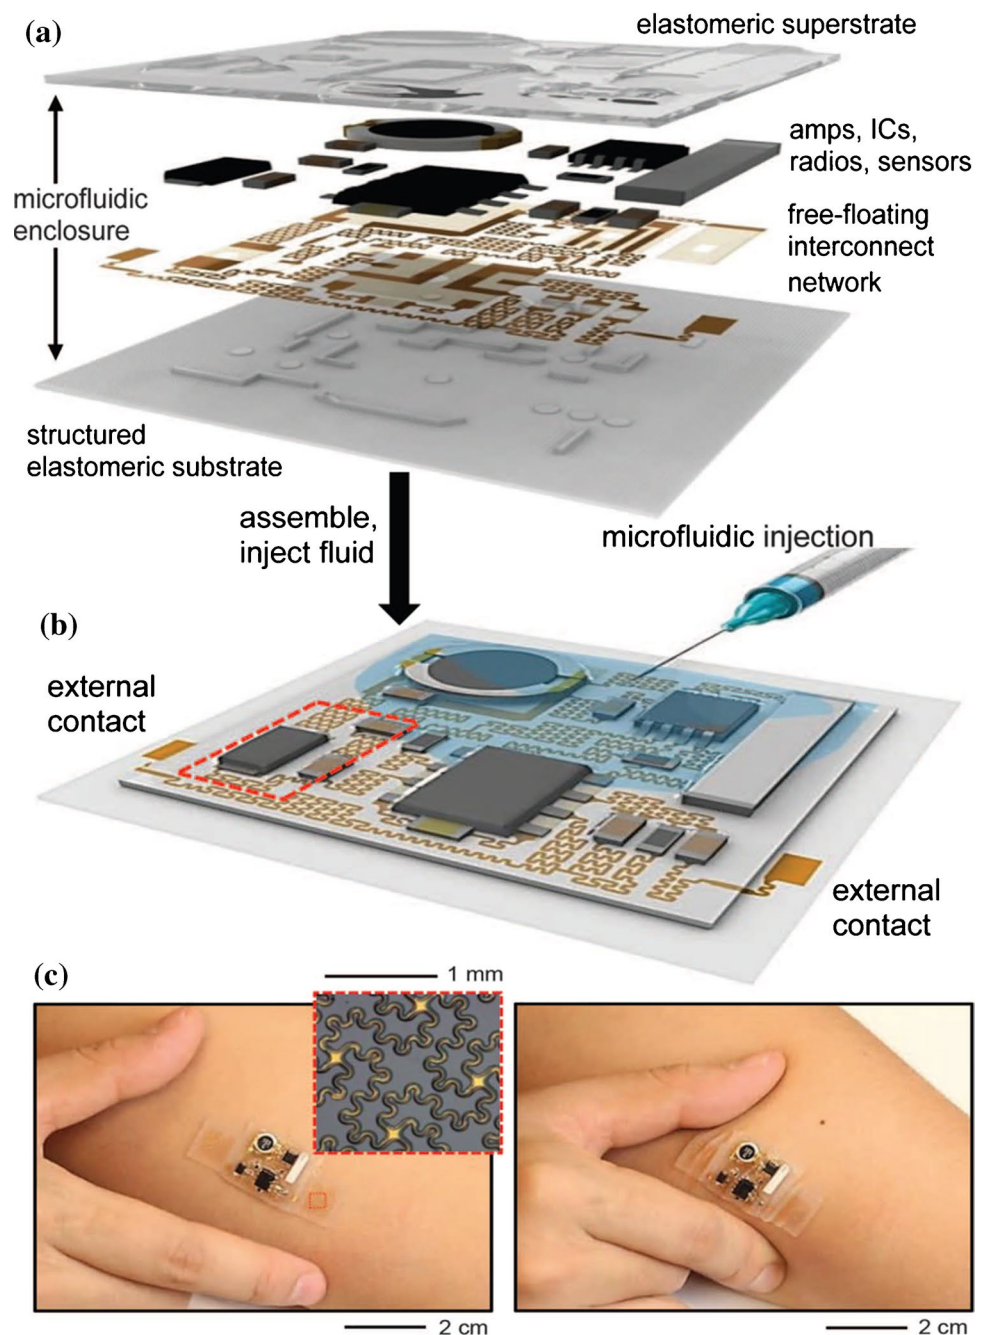 (a)
elastomeric superstrate
amps, ICs,
radios, sensors
microfluidic
enclosure
free-floating
interconnect
network
structured
elastomeric substrate
assemble,
inject fluid
microfluidic injection
(b)
external
contact
external
contact
(c)
1 mm
2 cm
2 cm